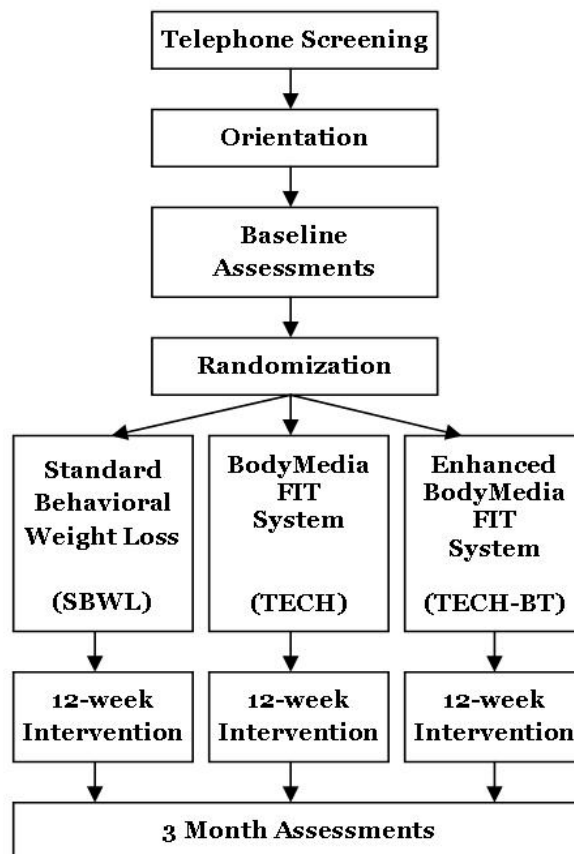 Telephone Screening
Orientation
Baseline
Assessments
Randomization
Standard
Behavioral
Weight Loss
(SBWL)
BodyMedia
FIT
System
(TECH)
Enhanced
BodyMedia
FIT
System
(TECH-BT)
12-week
Intervention
12-week
Intervention
12-week
Intervention
3 Month Assessments